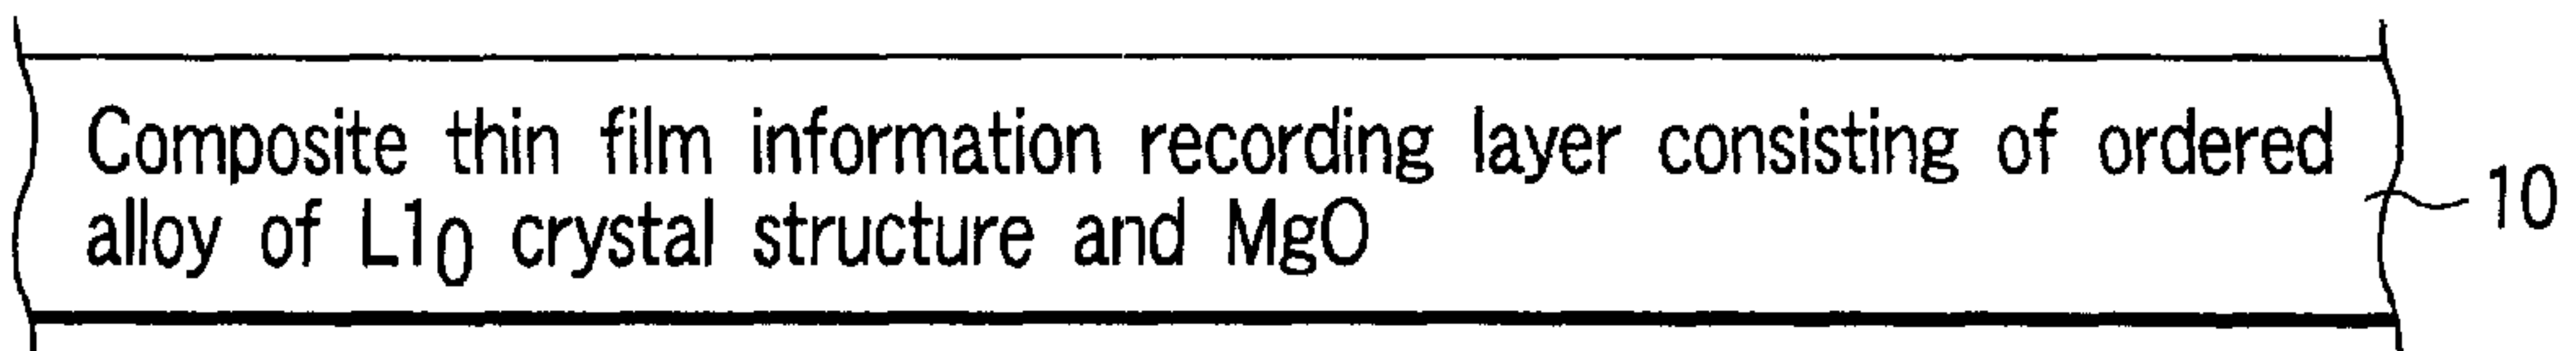 Composite thin film information recording layer consisting of ordered
alloy of L1₀ crystal structure and MgO
10